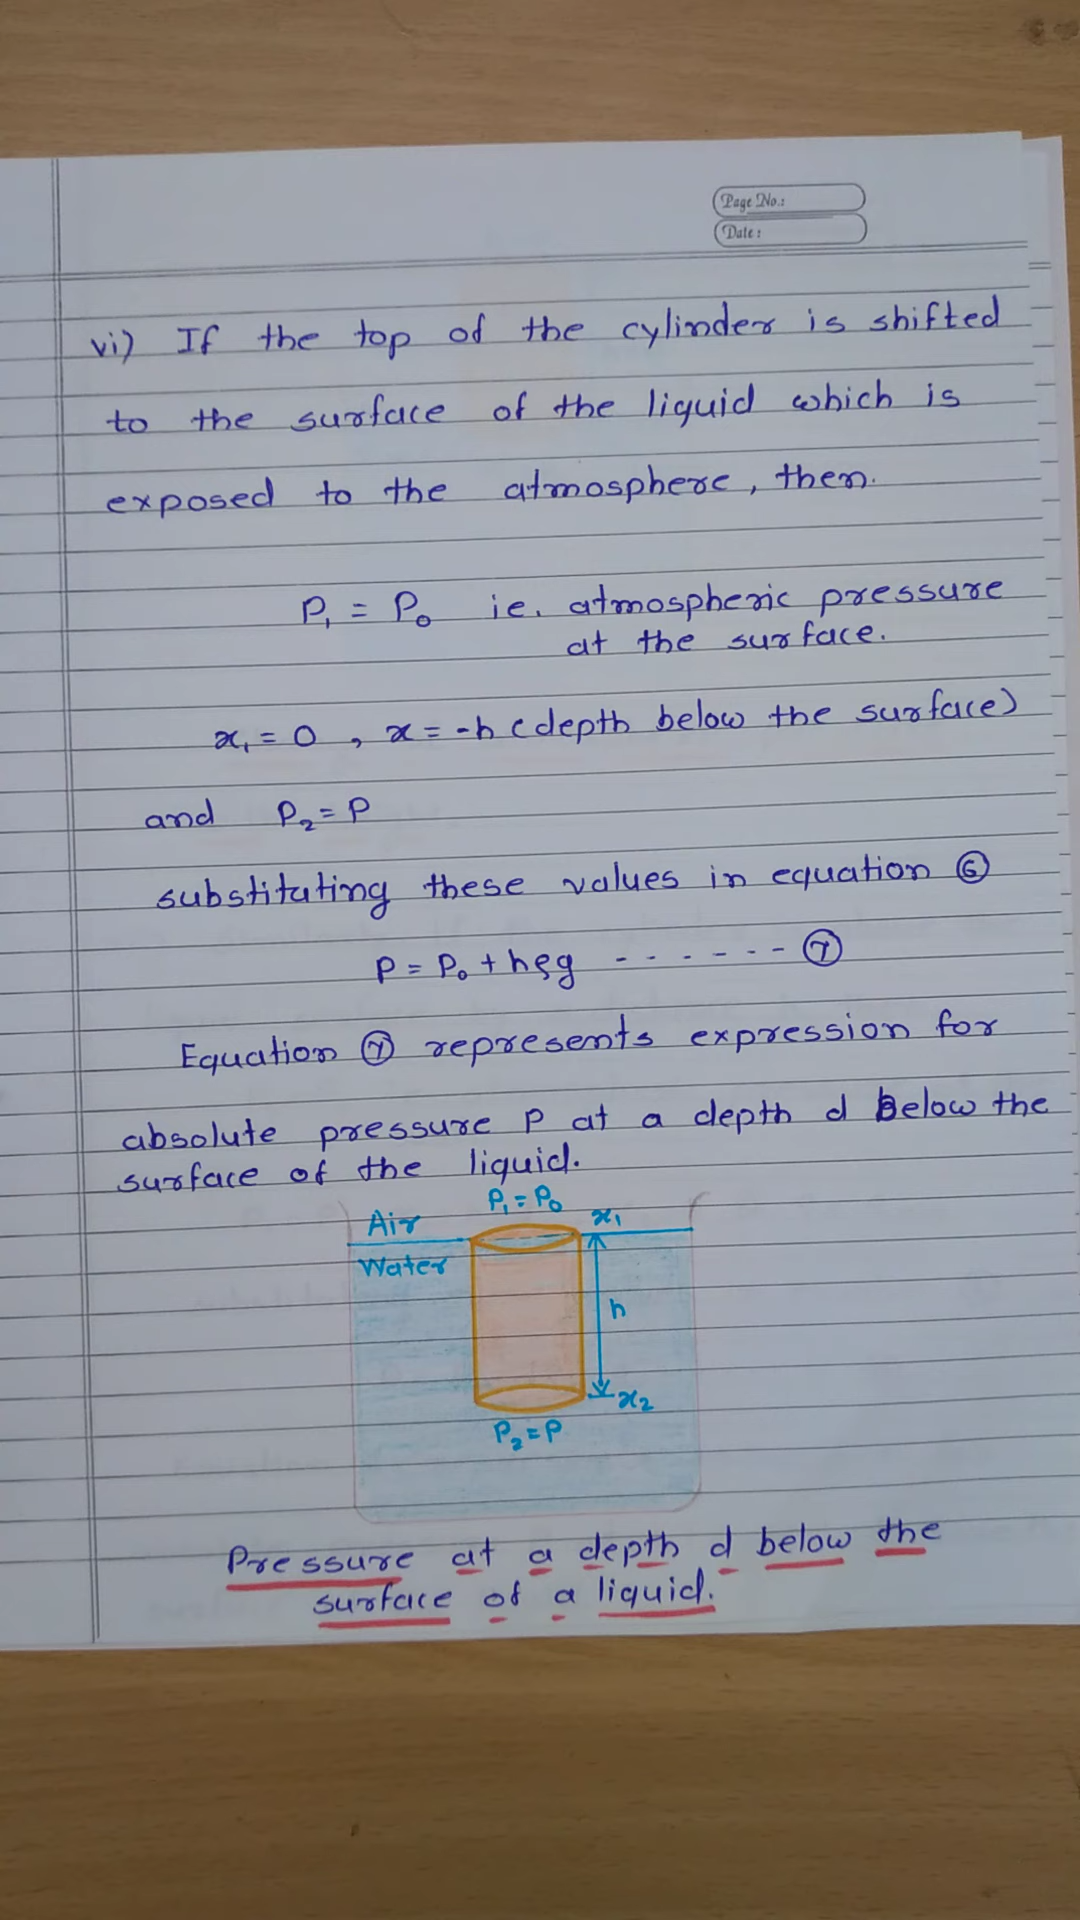 Page No.:
Date:
vi) If the top of the cylinder is shifted
to the surface of the liquid which is
exposed to the atmosphere, then.
P₁ = P₀ ie. atmospheric pressure
at the surface.
x₁ = 0 , x = -h (depth below the surface)
and P₂ = P
substituting these values in equation ⑥
P = P₀ + hρg - - - - - - - ⑦
Equation ⑦ represents expression for
absolute pressure P at a depth d Below the
surface of the liquid.
P₁ = P₀
Air x₁
Water
h
x₂
P₂ = P
Pressure at a depth d below the
surface of a liquid.